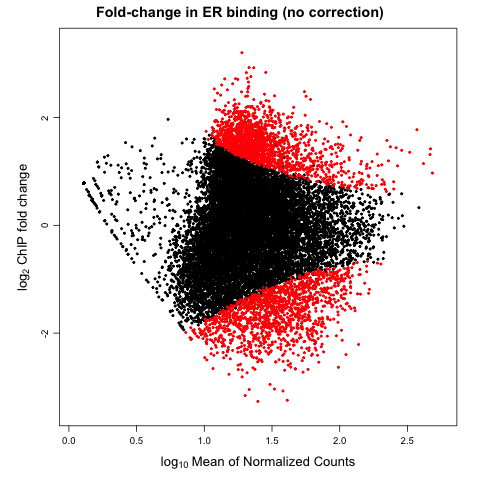 Fold-change in ER binding (no correction)
log2 ChIP fold change
2
0
-2
0.0 0.5 1.0 1.5 2.0 2.5
log10 Mean of Normalized Counts